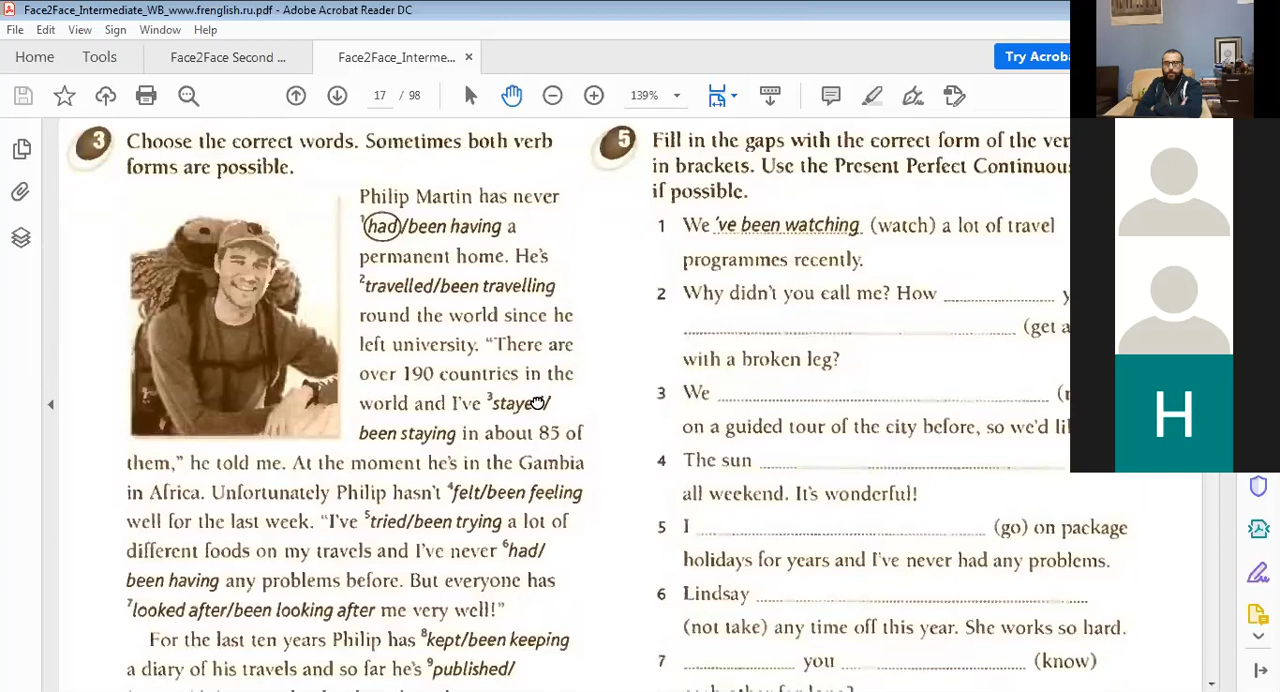 Face2Face_Intermediate_WB_www.frenglish.ru.pdf - Adobe Acrobat Reader DC
File Edit View Sign Window Help
Home Tools Face2Face Second ... Face2Face_Interme... × Try Acroba
17 / 98 139%
3 Choose the correct words. Sometimes both verb
forms are possible.
Philip Martin has never
1had/been having a
permanent home. He's
2travelled/been travelling
round the world since he
left university. “There are
over 190 countries in the
world and I've 3stayed/
been staying in about 85 of
them,” he told me. At the moment he's in the Gambia
in Africa. Unfortunately Philip hasn't 4felt/been feeling
well for the last week. “I've 5tried/been trying a lot of
different foods on my travels and I've never 6had/
been having any problems before. But everyone has
7looked after/been looking after me very well!”
For the last ten years Philip has 8kept/been keeping
a diary of his travels and so far he's 9published/
5 Fill in the gaps with the correct form of the ver
in brackets. Use the Present Perfect Continuou
if possible.
1 We 've been watching (watch) a lot of travel
programmes recently.
2 Why didn't you call me? How y
(get a
with a broken leg?
3 We
on a guided tour of the city before, so we'd li
4 The sun
all weekend. It's wonderful!
5 I (go) on package
holidays for years and I've never had any problems.
6 Lindsay
(not take) any time off this year. She works so hard.
7 you (know)
H